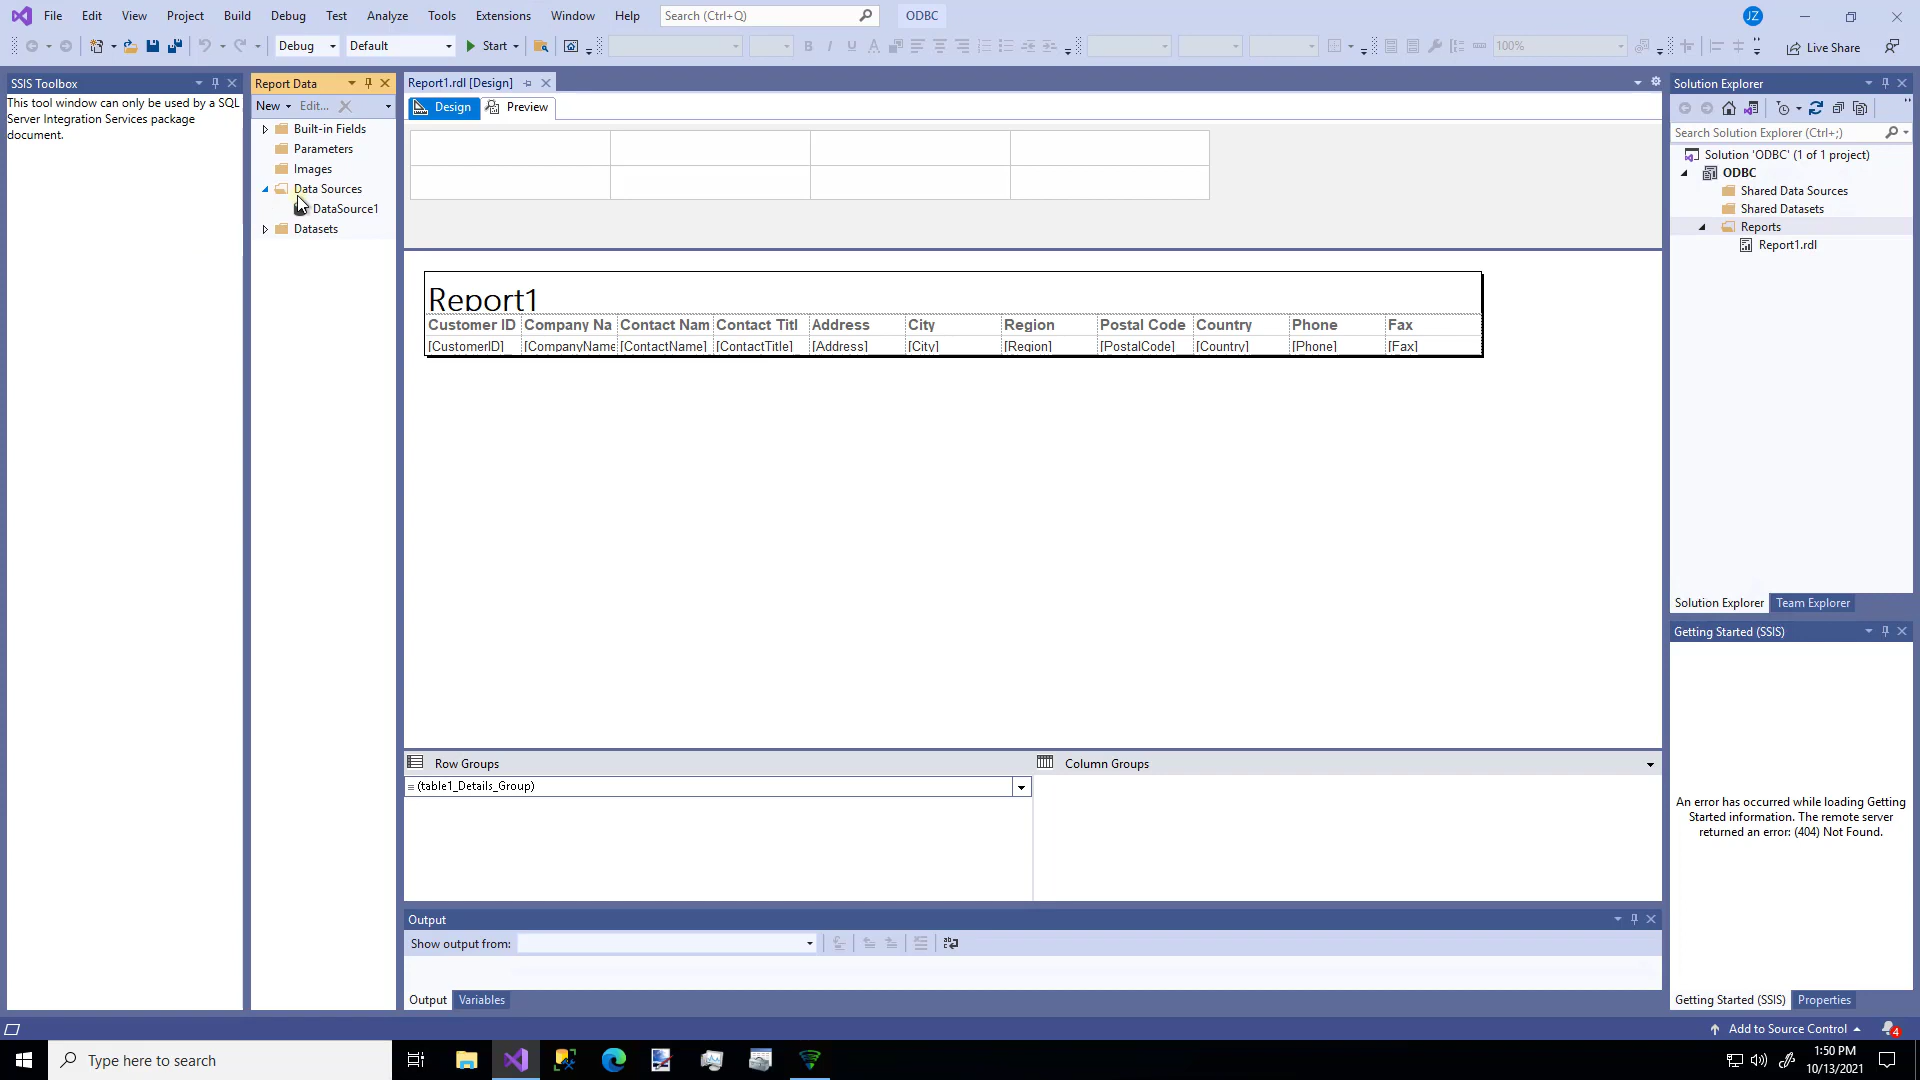 File Edit View Project Build Debug Test Analyze Tools Extensions Window Help Search (Ctrl+Q) ODBC JZ
Debug Default Start 100% Live Share
SSIS Toolbox
This tool window can only be used by a SQL
Server Integration Services package
document.
Report Data
New Edit...
Built-in Fields
Parameters
Images
Data Sources
DataSource1
Datasets
Report1.rdl [Design]
Design Preview
Report1
Customer ID Company Na Contact Nam Contact Titl Address City Region Postal Code Country Phone Fax
[CustomerID] [CompanyName [ContactName] [ContactTitle] [Address] [City] [Region] [PostalCode] [Country] [Phone] [Fax]
Row Groups Column Groups
(table1_Details_Group)
Output
Show output from:
Output Variables
Solution Explorer
Search Solution Explorer (Ctrl+;)
Solution 'ODBC' (1 of 1 project)
ODBC
Shared Data Sources
Shared Datasets
Reports
Report1.rdl
Solution Explorer Team Explorer
Getting Started (SSIS)
An error has occurred while loading Getting
Started information. The remote server
returned an error: (404) Not Found.
Getting Started (SSIS) Properties
Add to Source Control 4
Type here to search
1:50 PM
10/13/2021